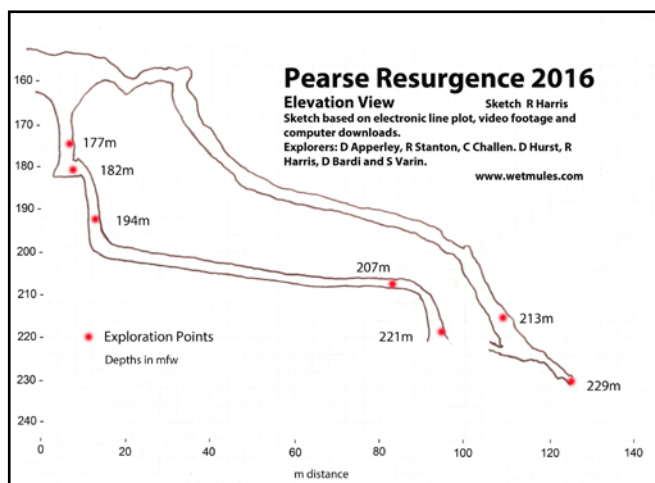 Pearse Resurgence 2016
Elevation View Sketch R Harris
Sketch based on electronic line plot, video footage and
computer downloads.
Explorers: D Apperley, R Stanton, C Challen. D Hurst, R
Harris, D Bardi and S Varin.
www.wetmules.com
160 -
170 -
180 -
190 -
200 -
210 -
220 -
230 -
240 -
177m
182m
194m
207m
213m
221m
229m
Exploration Points
Depths in mfw
0 20 40 60 80 100 120 140
m distance